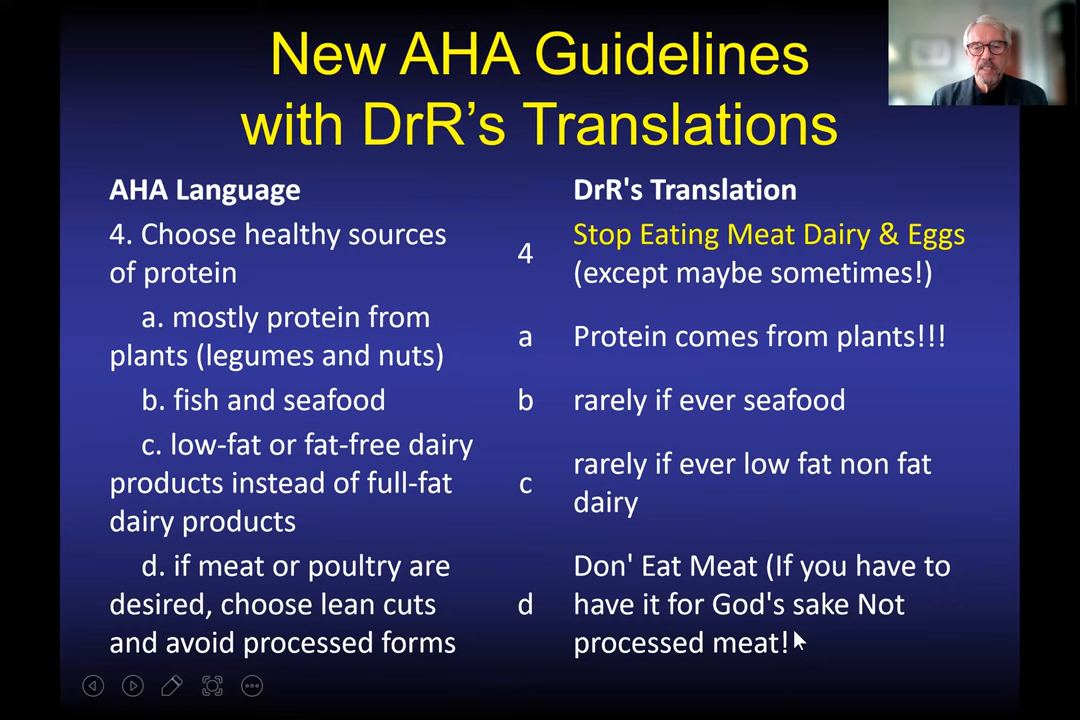 New AHA Guidelines
with DrR's Translations
AHA Language
DrR's Translation
4. Choose healthy sources
of protein
4
Stop Eating Meat Dairy & Eggs
(except maybe sometimes!)
a. mostly protein from
plants (legumes and nuts)
a
Protein comes from plants!!!
b. fish and seafood
b
rarely if ever seafood
c. low-fat or fat-free dairy
products instead of full-fat
dairy products
c
rarely if ever low fat non fat
dairy
d. if meat or poultry are
desired, choose lean cuts
and avoid processed forms
d
Don' Eat Meat (If you have to
have it for God's sake Not
processed meat!